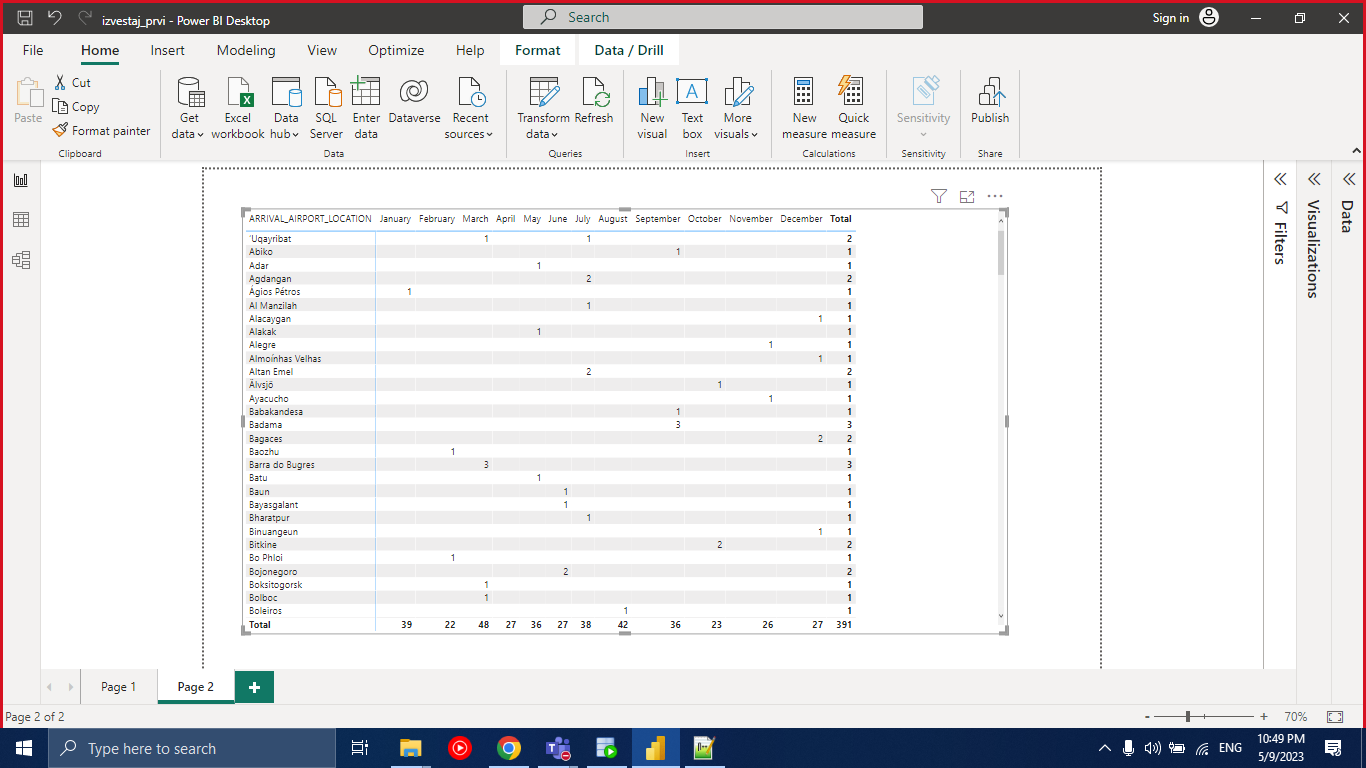 izvestaj_prvi - Power BI Desktop
Search
Sign in
File Home Insert Modeling View Optimize Help Format Data / Drill
Paste
Cut
Copy
Format painter
Clipboard
Get data
Excel workbook
Data hub
SQL Server
Enter data
Dataverse
Recent sources
Data
Transform data
Refresh
Queries
New visual
Text box
More visuals
Insert
New measure
Quick measure
Calculations
Sensitivity
Sensitivity
Publish
Share
ARRIVAL_AIRPORT_LOCATION January February March April May June July August September October November December Total
'Uqayribat 1 1 2
Abiko 1 1
Adar 1 1
Agdangan 2 2
Ágios Pétros 1 1
Al Manzilah 1 1
Alacaygan 1 1
Alakak 1 1
Alegre 1 1
Almoínhas Velhas 1 1
Altan Emel 2 2
Älvsjö 1 1
Ayacucho 1 1
Babakandesa 1 1
Badama 3 3
Bagaces 2 2
Baozhu 1 1
Barra do Bugres 3 3
Batu 1 1
Baun 1 1
Bayasgalant 1 1
Bharatpur 1 1
Binuangeun 1 1
Bitkine 2 2
Bo Phloi 1 1
Bojonegoro 2 2
Boksitogorsk 1 1
Bolboc 1 1
Boleiros 1 1
Total 39 22 48 27 36 27 38 42 36 23 26 27 391
Filters
Visualizations
Data
Page 1
Page 2
Page 2 of 2
- + 70%
Type here to search
ENG
10:49 PM
5/9/2023